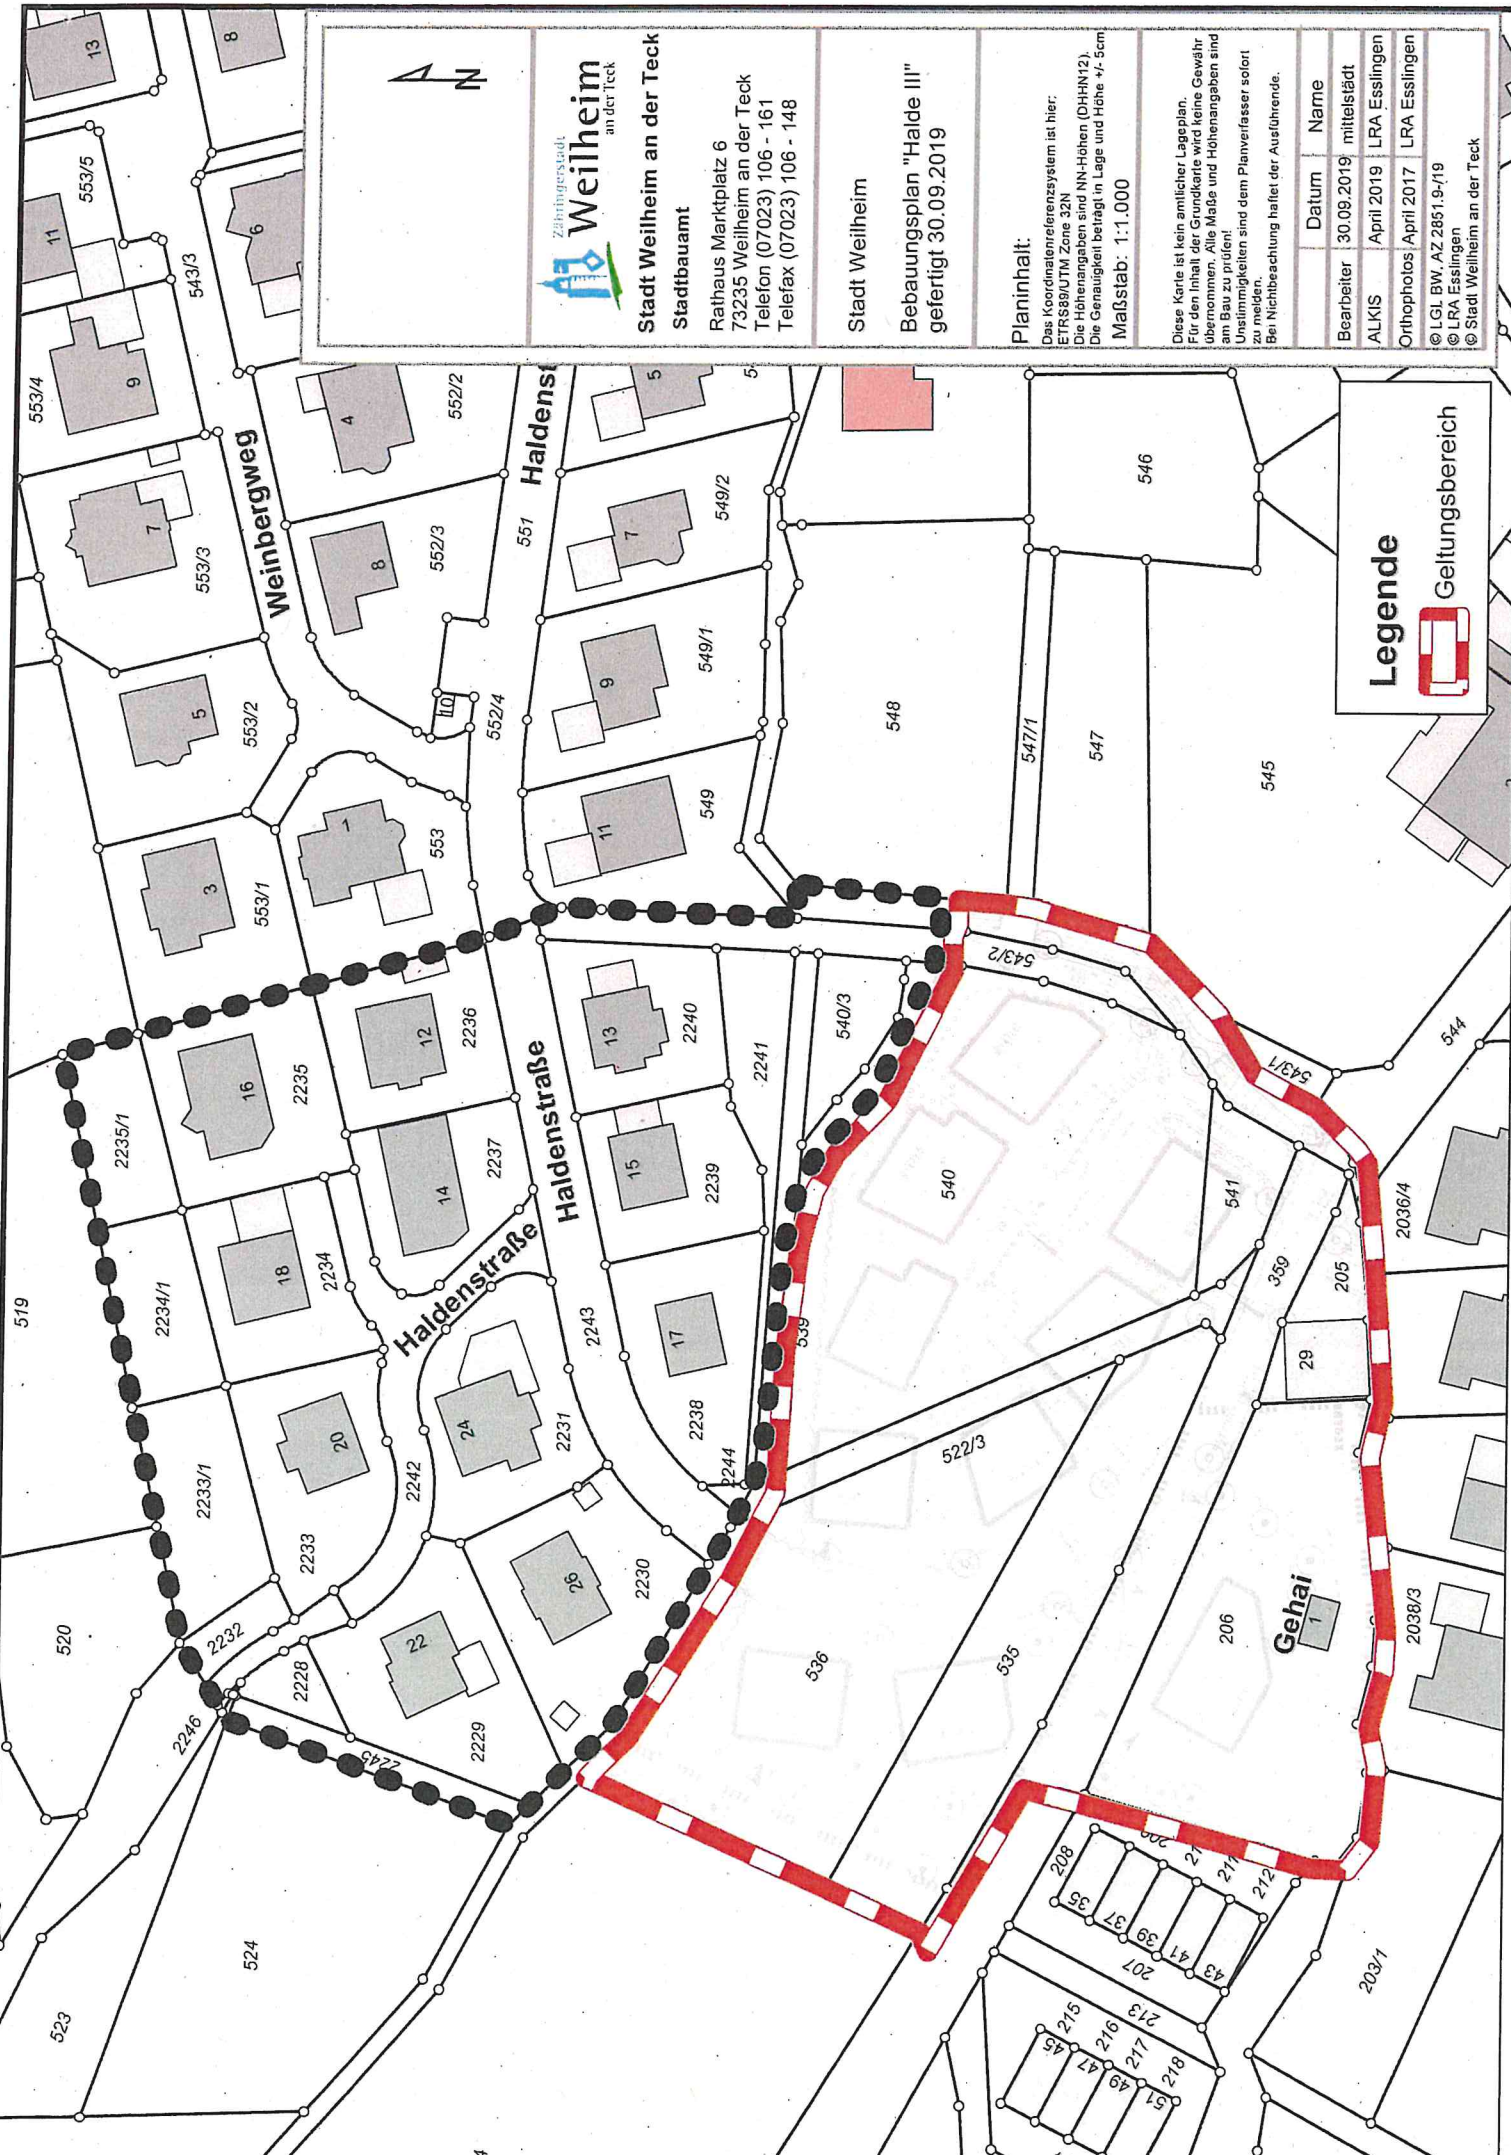 N
Zähringerstadt
Weilheim
an der Teck
Stadt Weilheim an der Teck
Stadtbauamt
Rathaus Marktplatz 6
73235 Weilheim an der Teck
Telefon (07023) 106 - 161
Telefax (07023) 106 - 148
Stadt Weilheim
Bebauungsplan "Halde III"
gefertigt 30.09.2019
Planinhalt:
Das Koordinatenreferenzsystem ist hier:
ETRS89/UTM Zone 32N
Die Höhenangaben sind NN-Höhen (DHHN12).
Die Genauigkeit beträgt in Lage und Höhe +/- 5cm
Maßstab: 1:1.000
Diese Karte ist kein amtlicher Lageplan.
Für den Inhalt der Grundkarte wird keine Gewähr
übernommen. Alle Maße und Höhenangaben sind
am Bau zu prüfen!
Unstimmigkeiten sind dem Planverfasser sofort
zu melden.
Bei Nichtbeachtung haftet der Ausführende.
Datum Name
Bearbeiter 30.09.2019 mittelstädt
ALKIS April 2019 LRA Esslingen
Orthophotos April 2017 LRA Esslingen
© LGL BW, AZ 2851.9-/19
© LRA Esslingen
© Stadt Weilheim an der Teck
Legende
Geltungsbereich
Weinbergweg
Haldenst
Haldenstraße
Haldenstraße
Gehai
13
8
553/5
11
543/3
6
553/4
9
4
552/2
7
553/3
8
552/3
551
5
5
553/2
10
552/4
7
549/2
9
549/1
3
553/1
1
553
11
549
548
546
547/1
547
545
544
543/2
543/1
519
2235/1
16
2235
12
2236
13
2240
2241
540/3
2234/1
18
2234
14
2237
15
2239
539
540
541
359
205
2036/4
29
2233/1
20
2233
2242
24
2231
2243
17
2238
2244
522/3
520
2232
2228
22
2229
26
2230
2246
2245
536
535
206
1
2038/3
524
523
208
211
212
35
37
39
41
43
207
213
215
216
217
218
45
47
49
51
203/1